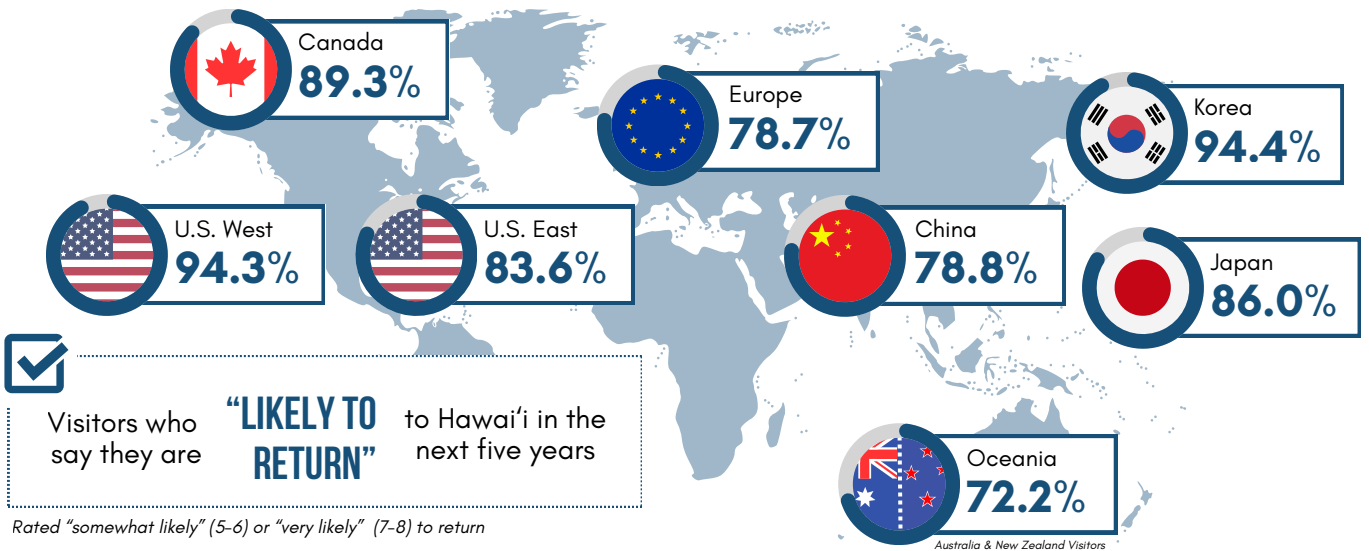 Canada
89.3%
Europe
78.7%
Korea
94.4%
U.S. West
94.3%
U.S. East
83.6%
China
78.8%
Japan
86.0%
Visitors who
say they are
“LIKELY TO
RETURN”
to Hawaiʻi in the
next five years
Oceania
72.2%
Rated “somewhat likely” (5-6) or “very likely” (7-8) to return
Australia & New Zealand Visitors